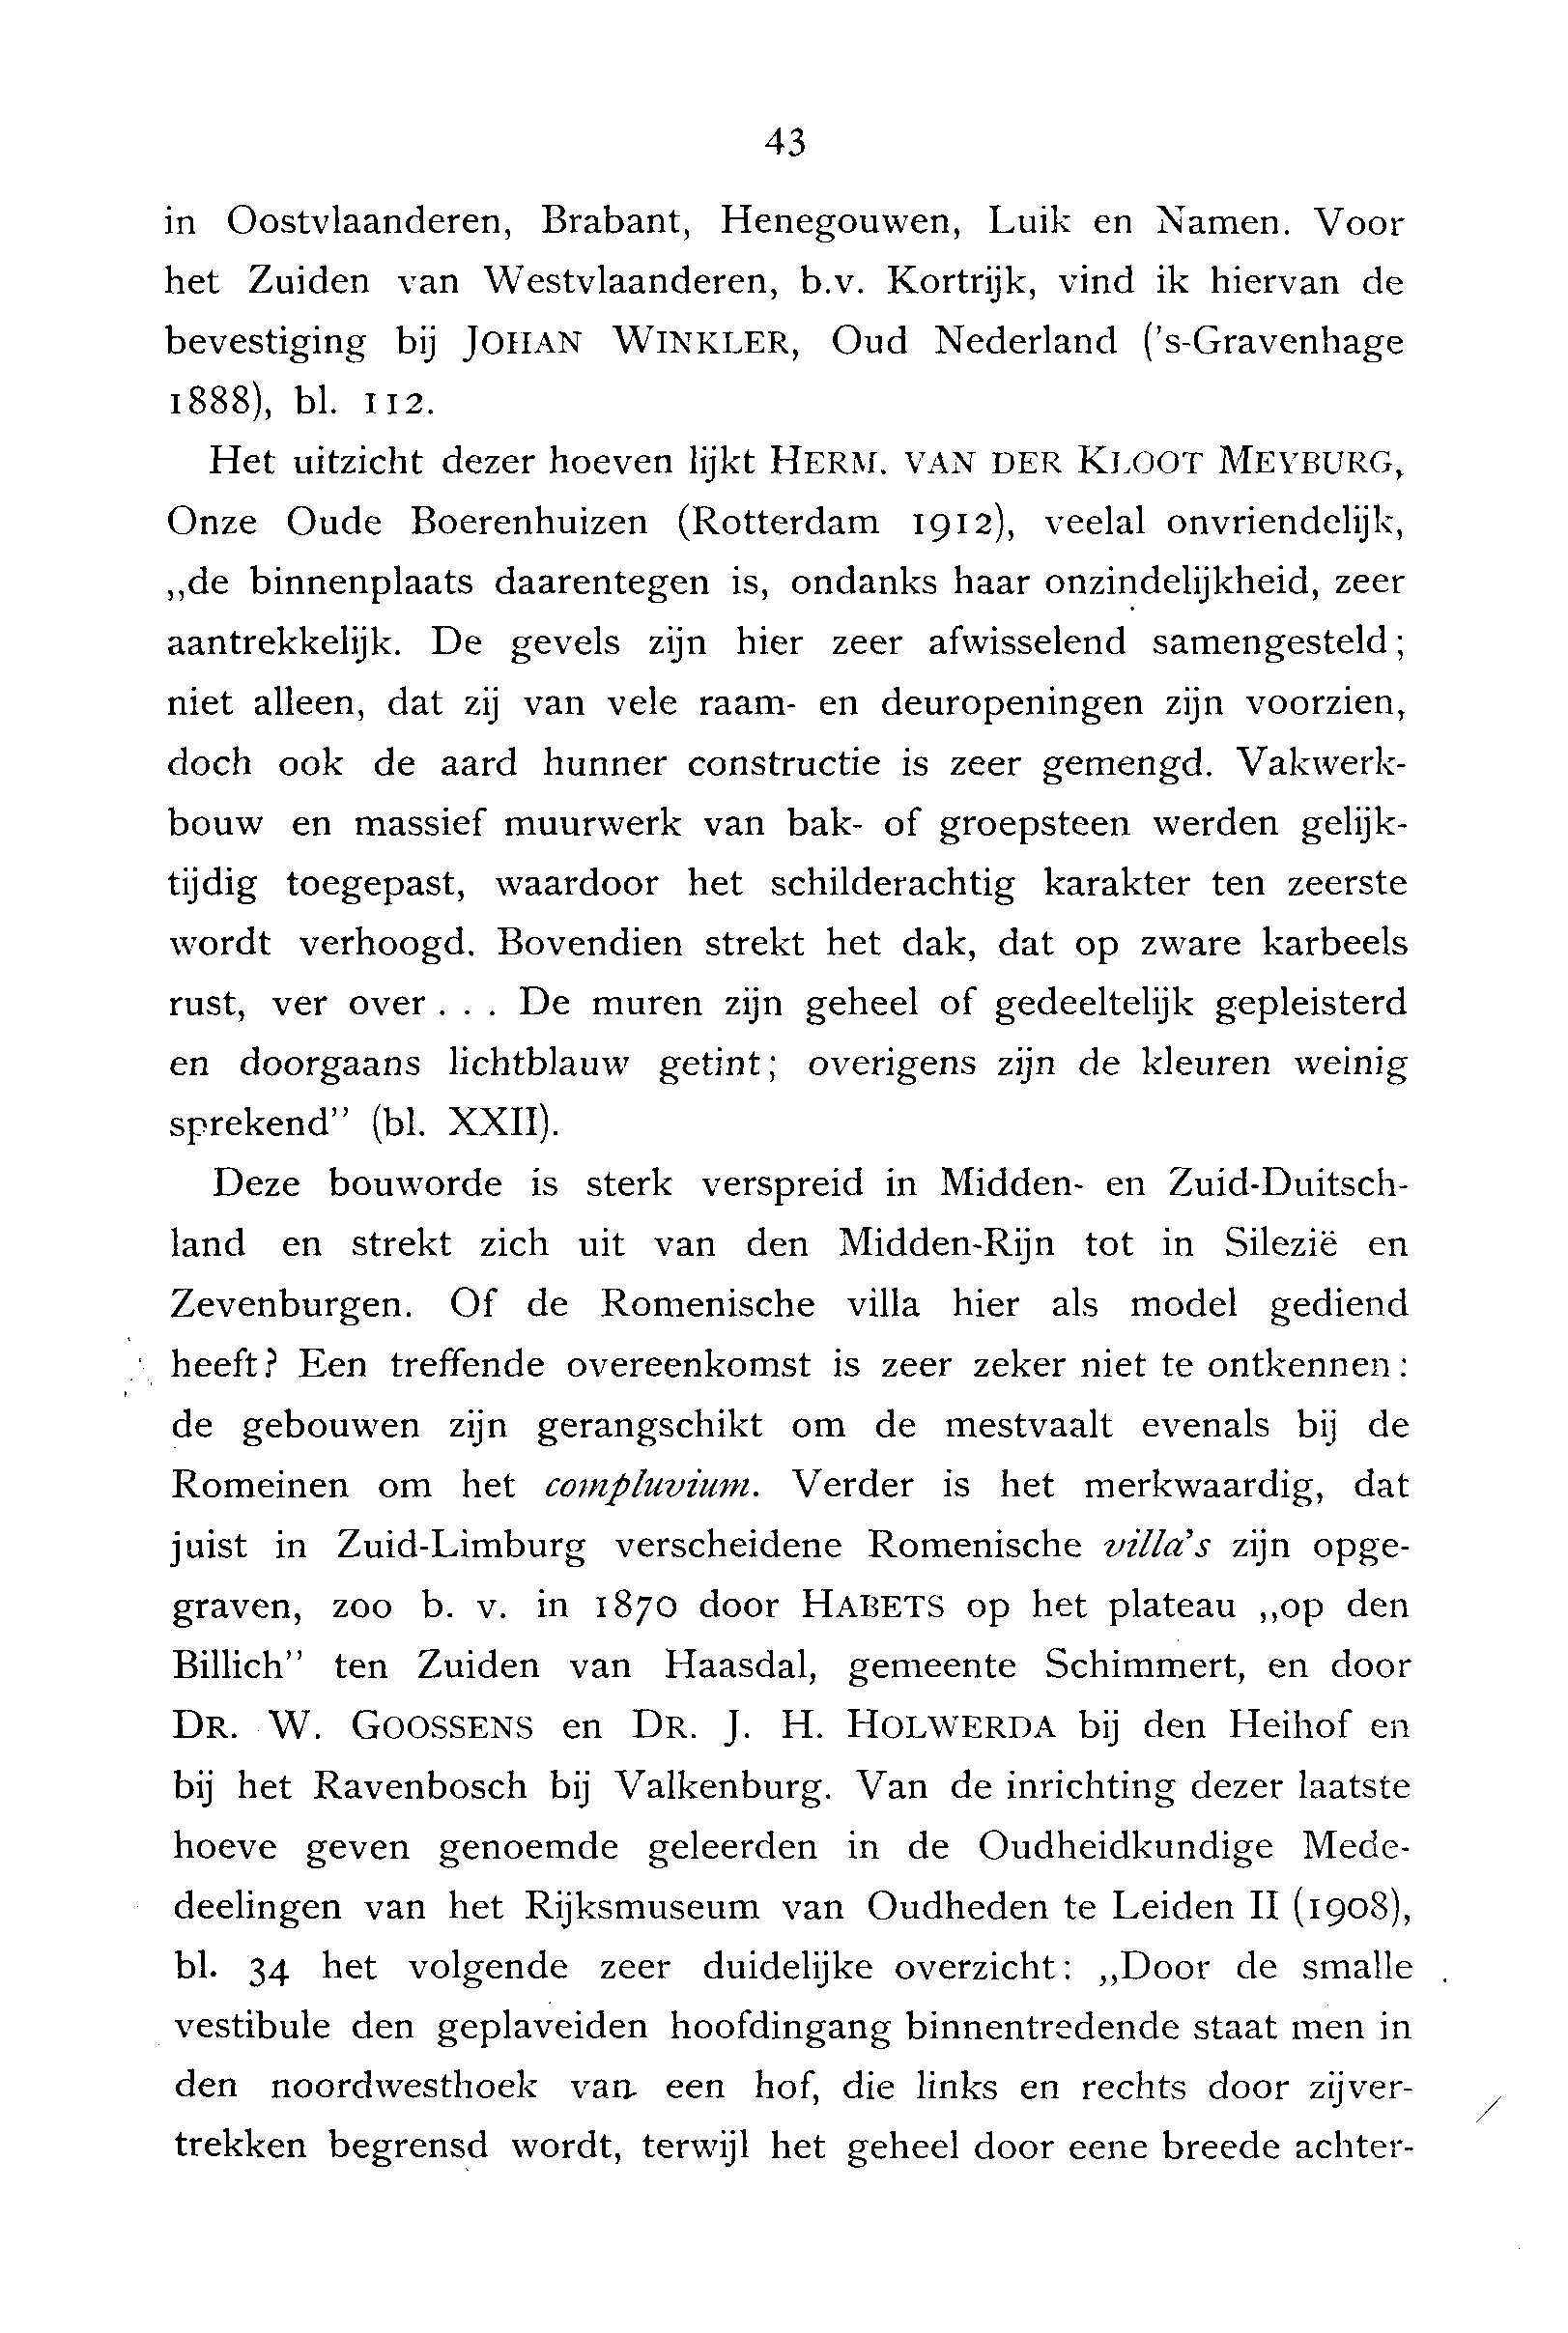 43
in Oostvlaanderen, Brabant, Henegouwen, Luik en Namen. Voor
het Zuiden van Westvlaanderen, b.v. Kortrijk, vind ik hiervan de
bevestiging bij JOHAN WINKLER, Oud Nederland ('s-Gravenhage
1888), bl. 112.
Het uitzicht dezer hoeven lijkt HERM. VAN DER KLOOT MEYBURG,
Onze Oude Boerenhuizen (Rotterdam 1912), veelal onvriendelijk,
„de binnenplaats daarentegen is, ondanks haar onzindelijkheid, zeer
aantrekkelijk. De gevels zijn hier zeer afwisselend samengesteld;
niet alleen, dat zij van vele raam- en deuropeningen zijn voorzien,
doch ook de aard hunner constructie is zeer gemengd. Vakwerk-
bouw en massief muurwerk van bak- of groepsteen werden gelijk-
tijdig toegepast, waardoor het schilderachtig karakter ten zeerste
wordt verhoogd. Bovendien strekt het dak, dat op zware karbeels
rust, ver over . . . De muren zijn geheel of gedeeltelijk gepleisterd
en doorgaans lichtblauw getint; overigens zijn de kleuren weinig
sprekend” (bl. XXII).
Deze bouworde is sterk verspreid in Midden- en Zuid-Duitsch-
land en strekt zich uit van den Midden-Rijn tot in Silezië en
Zevenburgen. Of de Romenische villa hier als model gediend
heeft? Een treffende overeenkomst is zeer zeker niet te ontkennen:
de gebouwen zijn gerangschikt om de mestvaalt evenals bij de
Romeinen om het compluvium. Verder is het merkwaardig, dat
juist in Zuid-Limburg verscheidene Romenische villa's zijn opge-
graven, zoo b. v. in 1870 door HABETS op het plateau „op den
Billich” ten Zuiden van Haasdal, gemeente Schimmert, en door
DR. W. GOOSSENS en DR. J. H. HOLWERDA bij den Heihof en
bij het Ravenbosch bij Valkenburg. Van de inrichting dezer laatste
hoeve geven genoemde geleerden in de Oudheidkundige Mede-
deelingen van het Rijksmuseum van Oudheden te Leiden II (1908),
bl. 34 het volgende zeer duidelijke overzicht: „Door de smalle
vestibule den geplaveiden hoofdingang binnentredende staat men in
den noordwesthoek van een hof, die links en rechts door zijver-
trekken begrensd wordt, terwijl het geheel door eene breede achter-